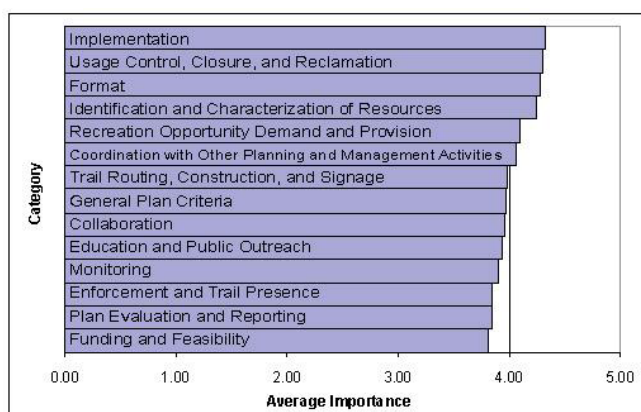 Implementation
Usage Control, Closure, and Reclamation
Format
Identification and Characterization of Resources
Recreation Opportunity Demand and Provision
Coordination with Other Planning and Management Activities
Trail Routing, Construction, and Signage
General Plan Criteria
Collaboration
Education and Public Outreach
Monitoring
Enforcement and Trail Presence
Plan Evaluation and Reporting
Funding and Feasibility
Category
0.00 1.00 2.00 3.00 4.00 5.00
Average Importance